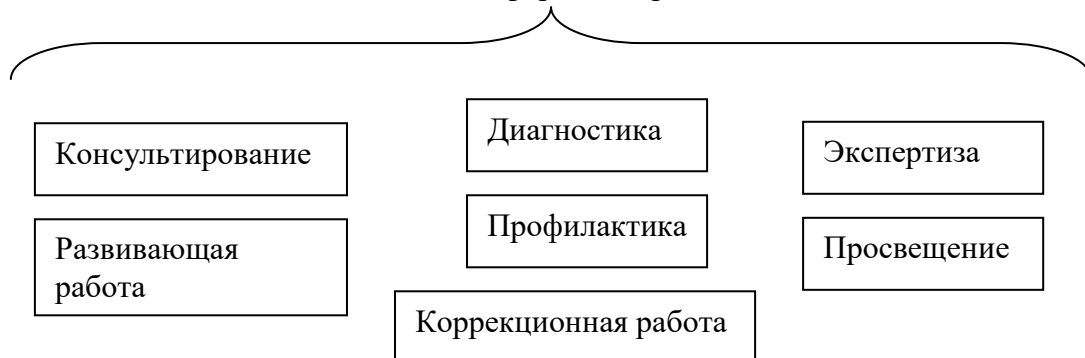 Консультирование
Диагностика
Экспертиза
Развивающая
работа
Профилактика
Просвещение
Коррекционная работа